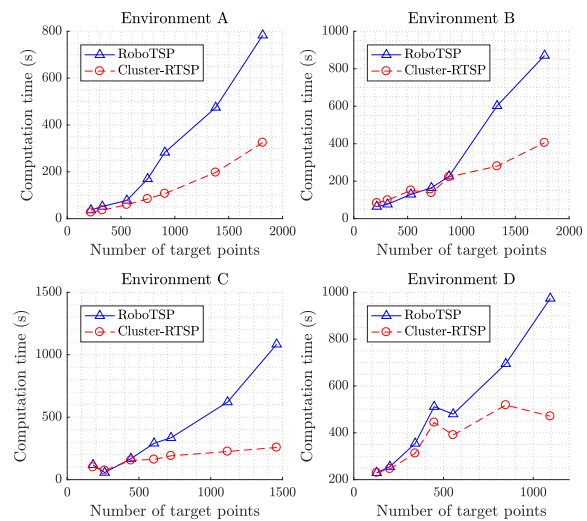 Environment A
Computation time (s)
800
600
400
200
0
RoboTSP
Cluster-RTSP
0
500
1000
1500
2000
Number of target points
Environment B
Computation time (s)
1000
800
600
400
200
0
RoboTSP
Cluster-RTSP
0
500
1000
1500
2000
Number of target points
Environment C
Computation time (s)
1500
1000
500
0
RoboTSP
Cluster-RTSP
0
500
1000
1500
Number of target points
Environment D
Computation time (s)
1000
800
600
400
200
RoboTSP
Cluster-RTSP
0
500
1000
Number of target points